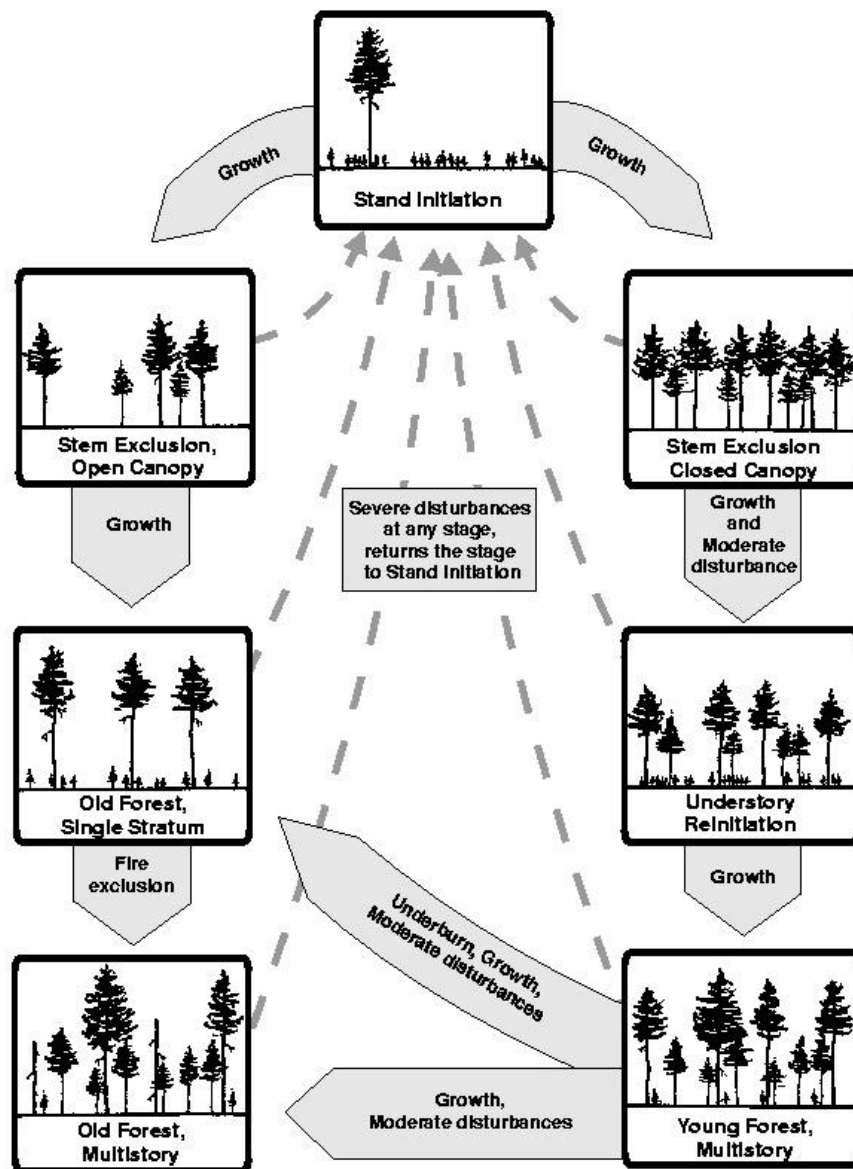 Growth
Growth
Stand Initiation
Stem Exclusion,
Open Canopy
Stem Exclusion
Closed Canopy
Growth
Severe disturbances
at any stage,
returns the stage
to Stand Initiation
Growth
and
Moderate
disturbance
Old Forest,
Single Stratum
Understory
Reinitiation
Fire
exclusion
Growth
Underburn, Growth,
Moderate disturbances
Growth,
Moderate disturbances
Old Forest,
Multistory
Young Forest,
Multistory